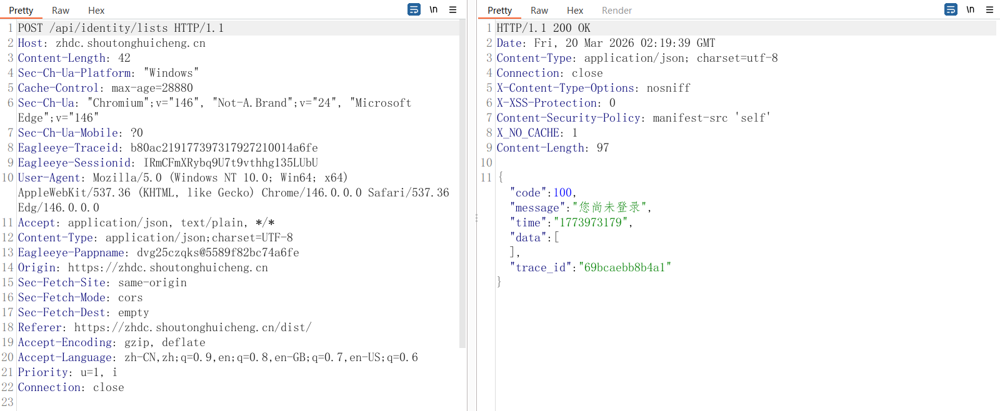 Pretty Raw Hex \n
1 POST /api/identity/lists HTTP/1.1
2 Host: zhdc.shoutonghuicheng.cn
3 Content-Length: 42
4 Sec-Ch-Ua-Platform: "Windows"
5 Cache-Control: max-age=28880
6 Sec-Ch-Ua: "Chromium";v="146", "Not-A.Brand";v="24", "Microsoft
Edge";v="146"
7 Sec-Ch-Ua-Mobile: ?0
8 Eagleeye-Traceid: b80ac219177397317927210014a6fe
9 Eagleeye-Sessionid: IRmCFmXRybq9U7t9vthhg135LUbU
10 User-Agent: Mozilla/5.0 (Windows NT 10.0; Win64; x64)
AppleWebKit/537.36 (KHTML, like Gecko) Chrome/146.0.0.0 Safari/537.36
Edg/146.0.0.0
11 Accept: application/json, text/plain, */*
12 Content-Type: application/json;charset=UTF-8
13 Eagleeye-Pappname: dvg25czqks@5589f82bc74a6fe
14 Origin: https://zhdc.shoutonghuicheng.cn
15 Sec-Fetch-Site: same-origin
16 Sec-Fetch-Mode: cors
17 Sec-Fetch-Dest: empty
18 Referer: https://zhdc.shoutonghuicheng.cn/dist/
19 Accept-Encoding: gzip, deflate
20 Accept-Language: zh-CN,zh;q=0.9,en;q=0.8,en-GB;q=0.7,en-US;q=0.6
21 Priority: u=1, i
22 Connection: close
23
Pretty Raw Hex Render \n
1 HTTP/1.1 200 OK
2 Date: Fri, 20 Mar 2026 02:19:39 GMT
3 Content-Type: application/json; charset=utf-8
4 Connection: close
5 X-Content-Type-Options: nosniff
6 X-XSS-Protection: 0
7 Content-Security-Policy: manifest-src 'self'
8 X_NO_CACHE: 1
9 Content-Length: 97
10
11 {
"code":100,
"message":"您尚未登录",
"time":"1773973179",
"data":[
],
"trace_id":"69bcaebb8b4a1"
}